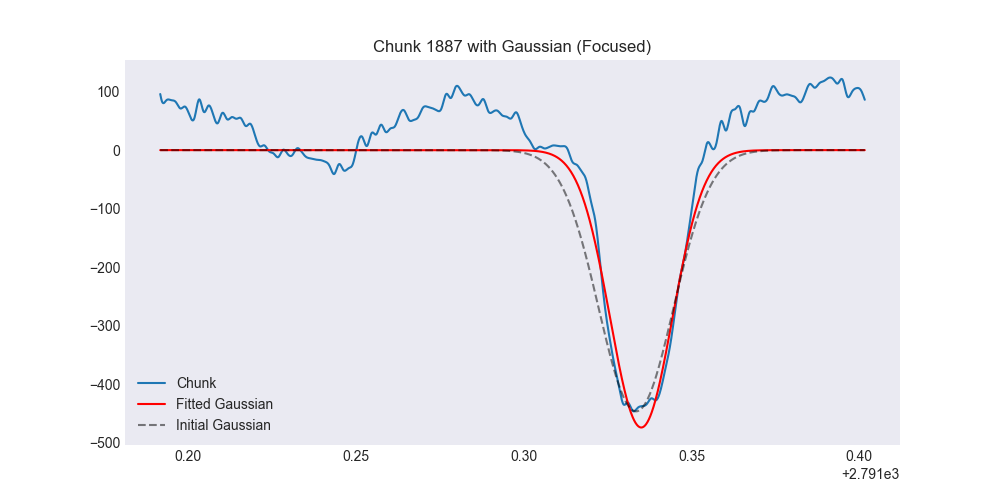 Chunk 1887 with Gaussian (Focused)
100
0
−100
−200
−300
−400
−500
Chunk
Fitted Gaussian
Initial Gaussian
0.20 0.25 0.30 0.35 0.40
+2.791e3